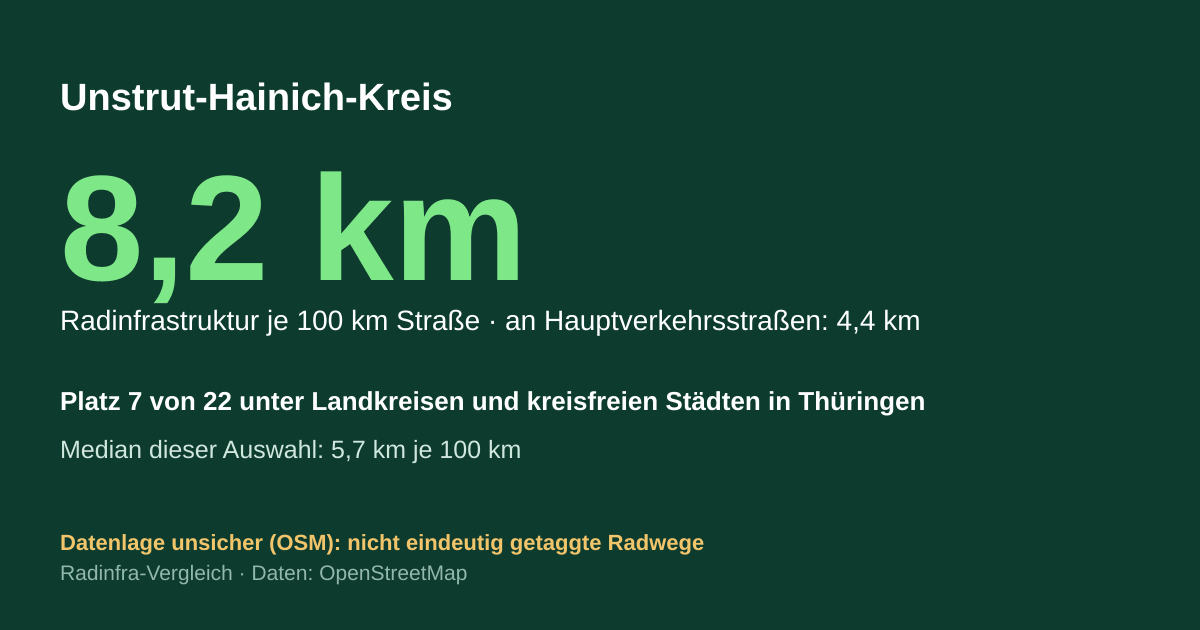 Unstrut-Hainich-Kreis
8,2 km
Radinfrastruktur je 100 km Straße · an Hauptverkehrsstraßen: 4,4 km
Platz 7 von 22 unter Landkreisen und kreisfreien Städten in Thüringen
Median dieser Auswahl: 5,7 km je 100 km
Datenlage unsicher (OSM): nicht eindeutig getaggte Radwege
Radinfra-Vergleich · Daten: OpenStreetMap